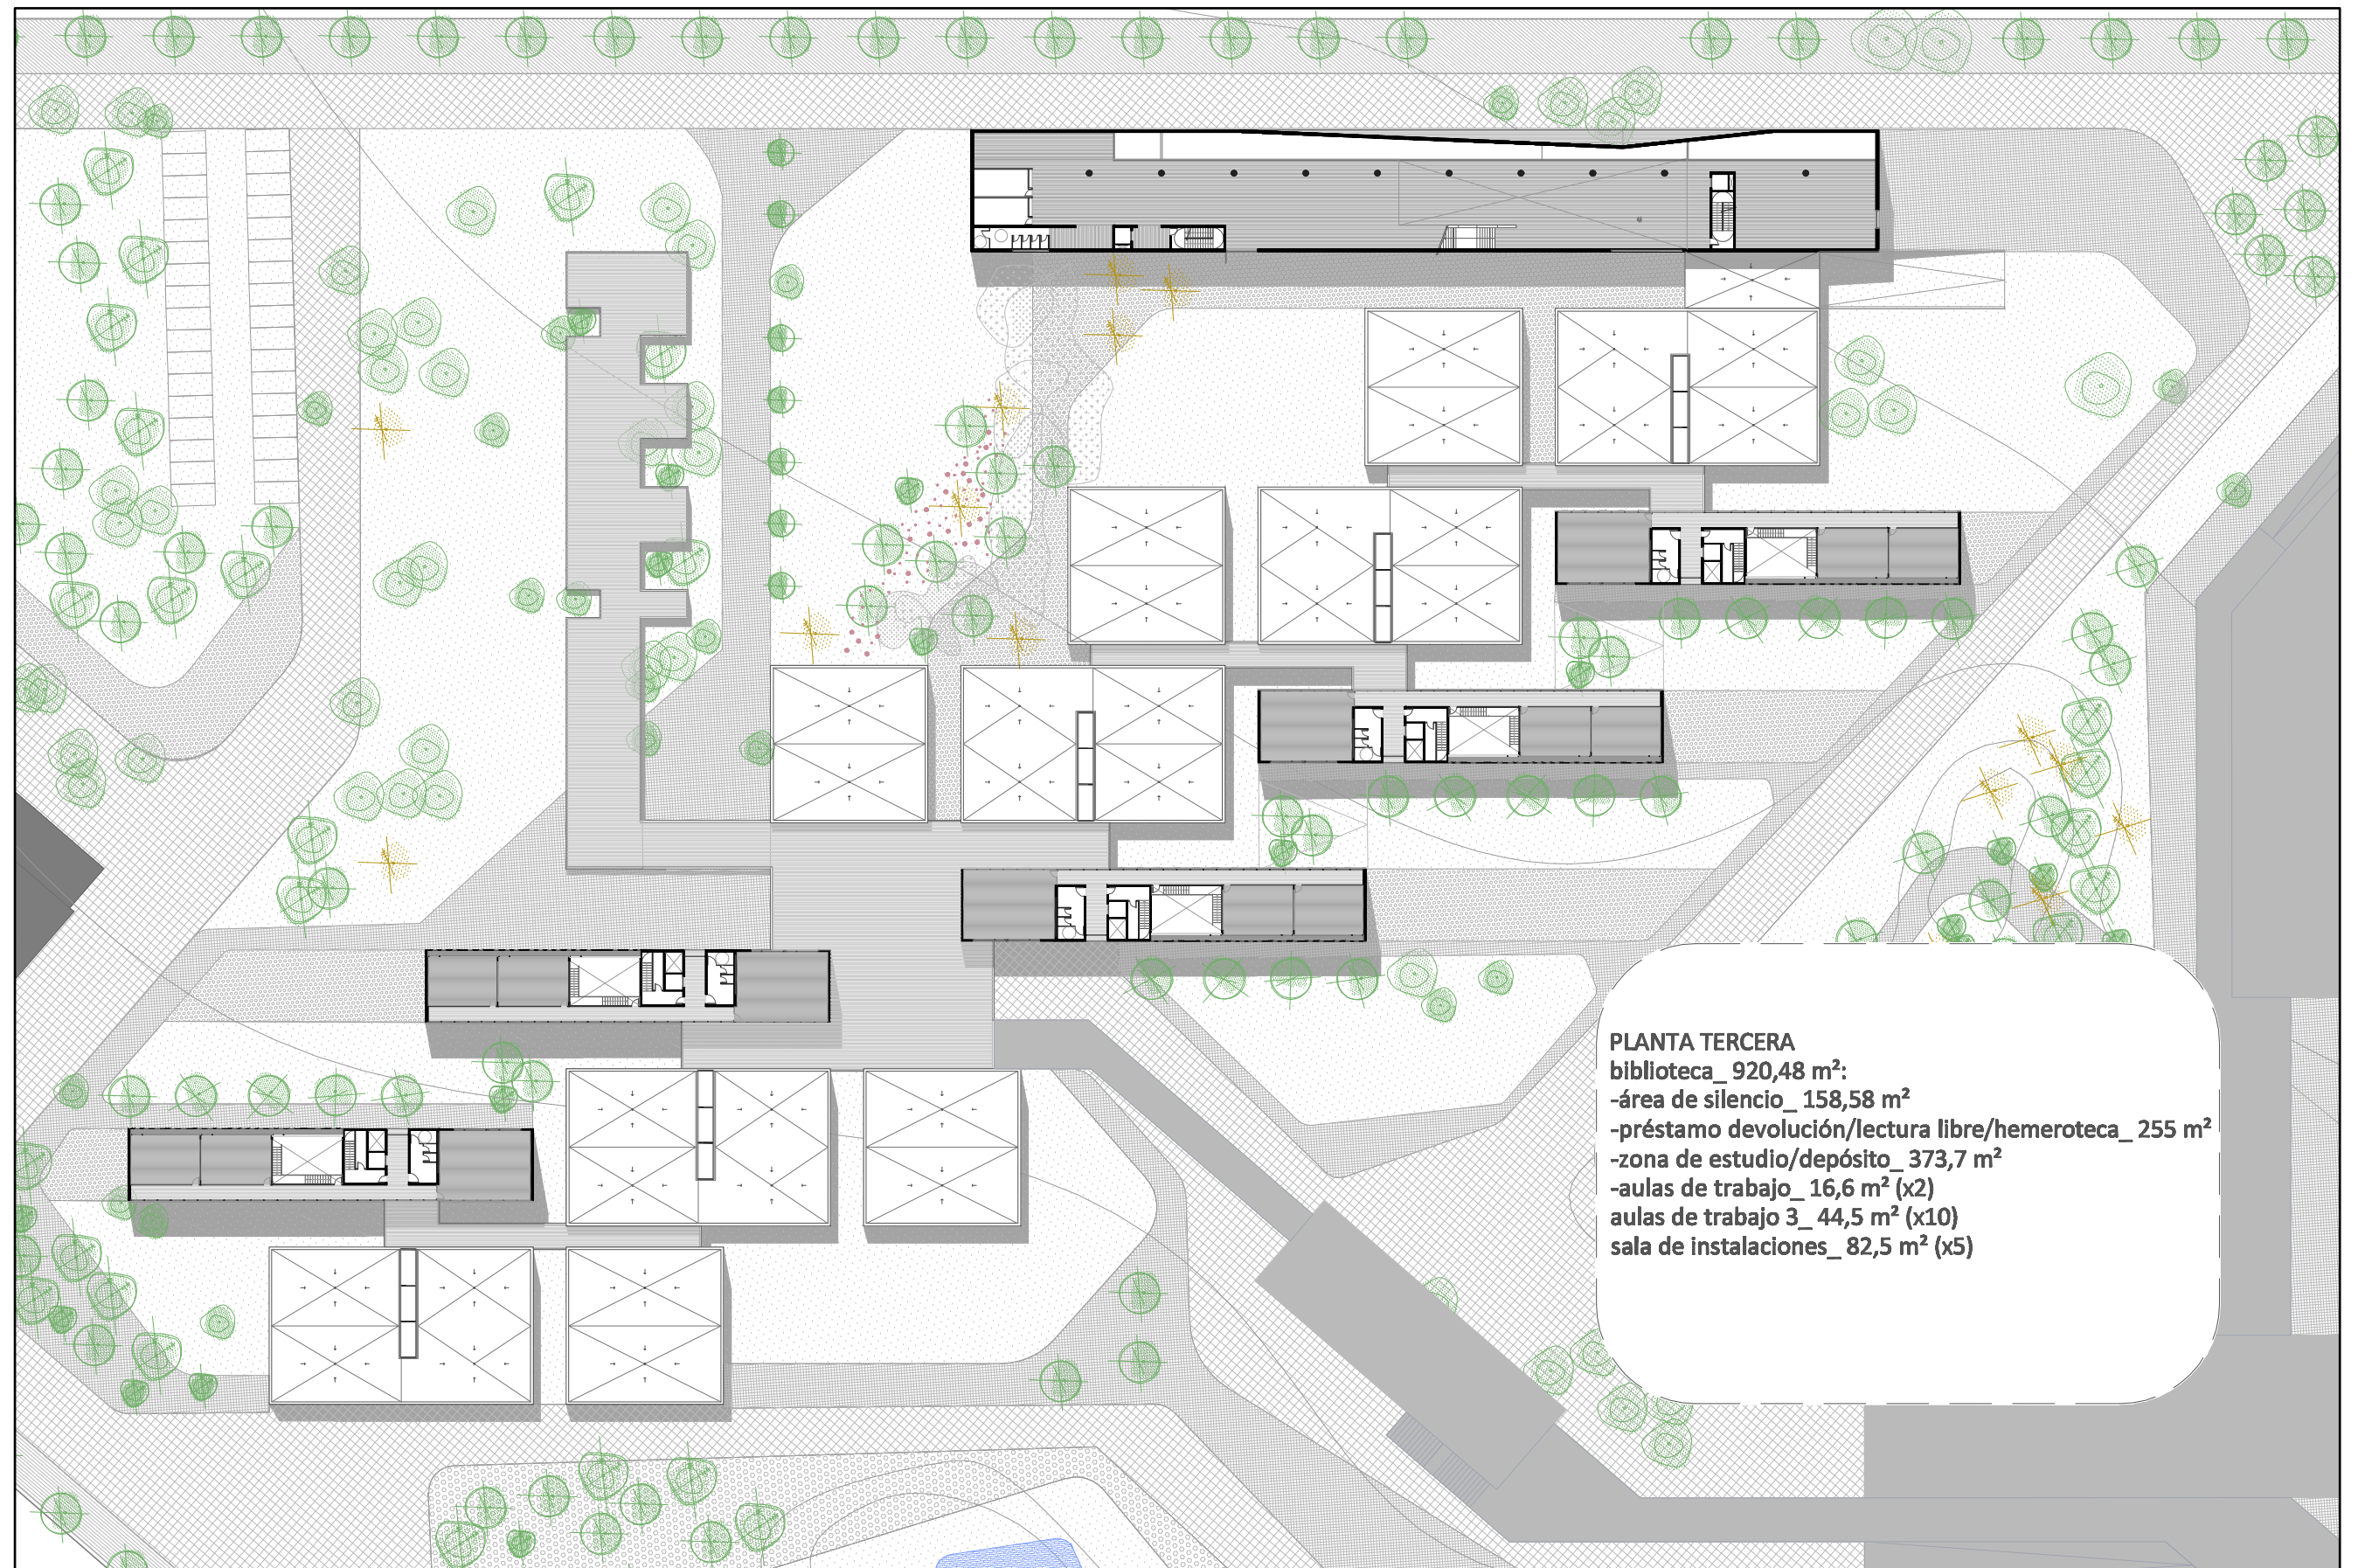 PLANTA TERCERA
biblioteca_ 920,48 m²:
-área de silencio_ 158,58 m²
-préstamo devolución/lectura libre/hemeroteca_ 255 m²
-zona de estudio/depósito_ 373,7 m²
-aulas de trabajo_ 16,6 m² (x2)
aulas de trabajo 3_ 44,5 m² (x10)
sala de instalaciones_ 82,5 m² (x5)